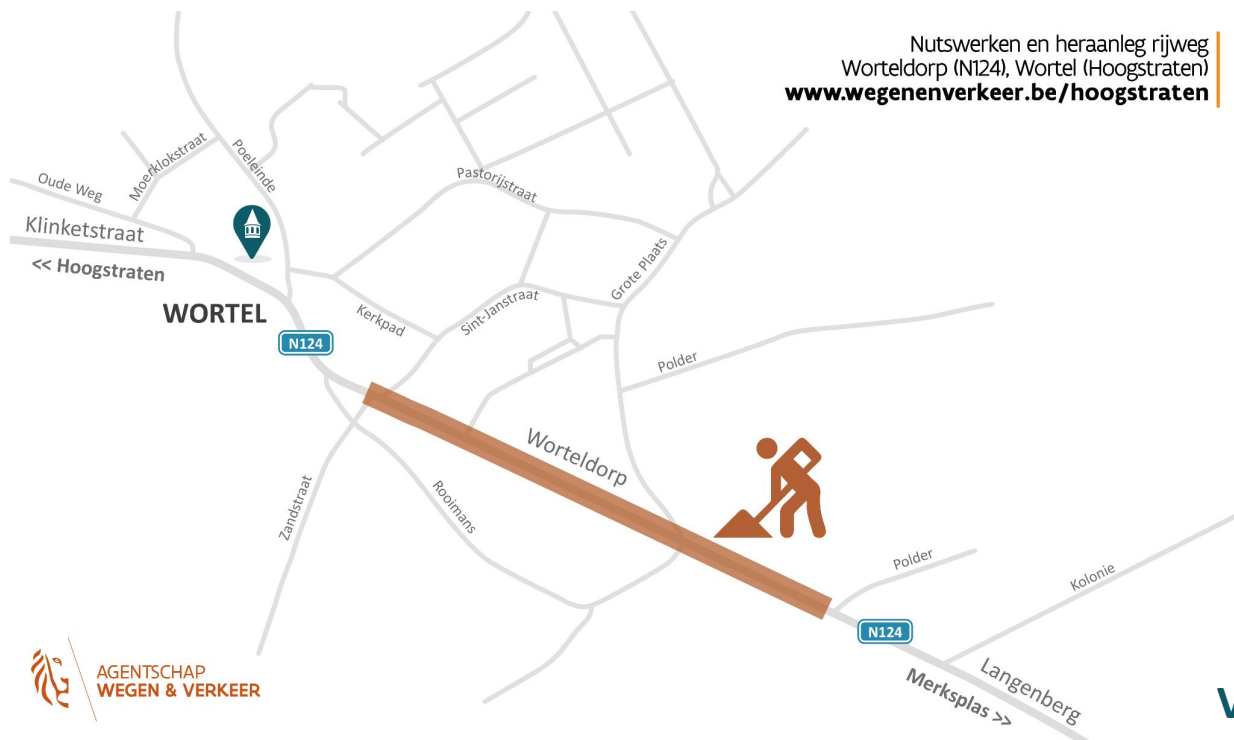 Nutswerken en heraanleg rijweg
Worteldorp (N124), Wortel (Hoogstraten)
www.wegenenverkeer.be/hoogstraten
Moerklokstraat
Poeleinde
Oude Weg
Pastorijstraat
Klinketstraat
<< Hoogstraten
Grote Plaats
WORTEL
Kerkpad
Sint-Janstraat
N124
Polder
Worteldorp
Zandstraat
Rooimans
Polder
Kolonie
N124
Langenberg
Merksplas >>
AGENTSCHAP
WEGEN & VERKEER
V